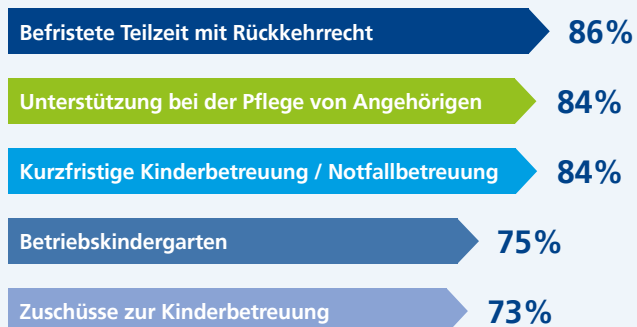 Befristete Teilzeit mit Rückkehrrecht 86%
Unterstützung bei der Pflege von Angehörigen 84%
Kurzfristige Kinderbetreuung / Notfallbetreuung 84%
Betriebskindergarten 75%
Zuschüsse zur Kinderbetreuung 73%